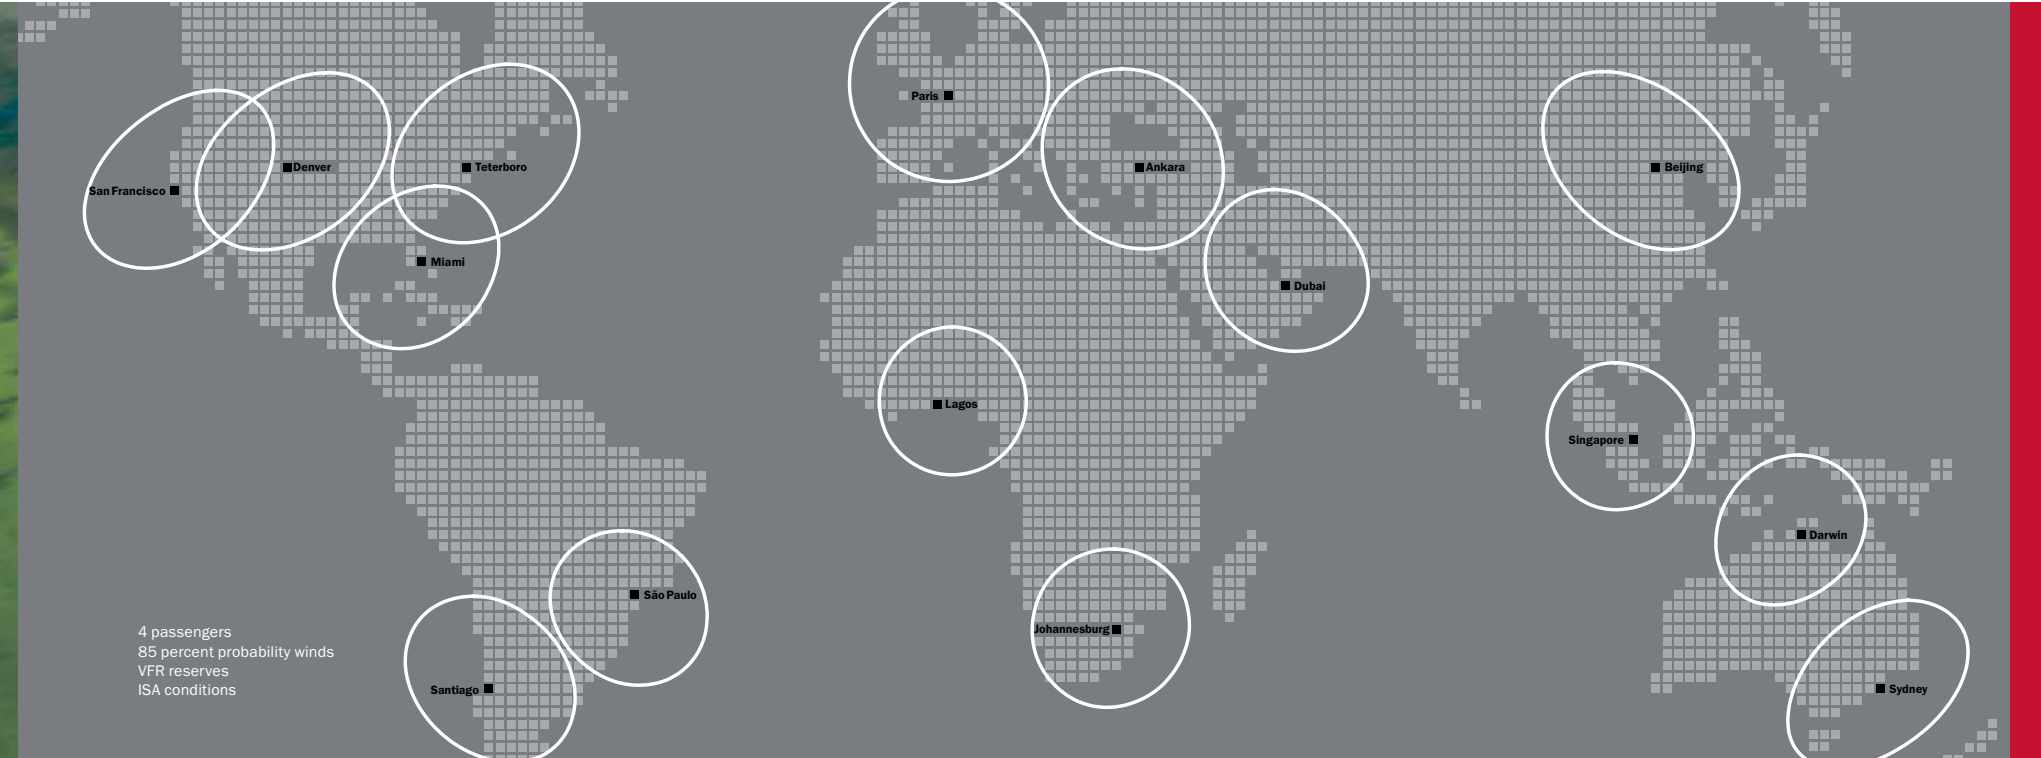 Paris
Denver
Teterboro
Ankara
Beijing
San Francisco
Miami
Dubai
Lagos
Singapore
Darwin
São Paulo
Johannesburg
Santiago
Sydney
4 passengers
85 percent probability winds
VFR reserves
ISA conditions